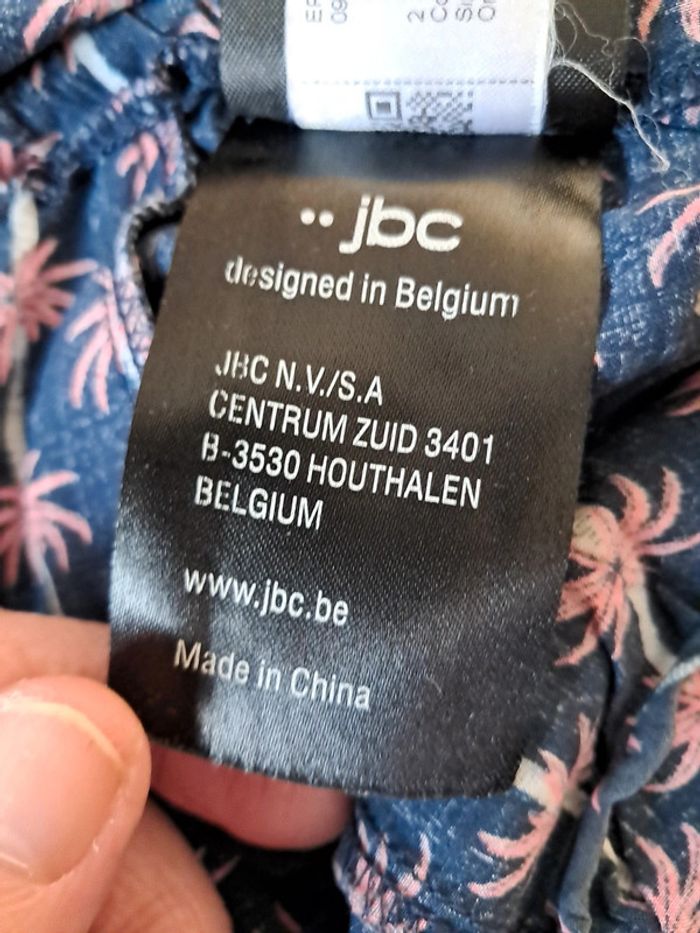 jbc
designed in Belgium
JBC N.V./S.A
CENTRUM ZUID 3401
B-3530 HOUTHALEN
BELGIUM
www.jbc.be
Made in China